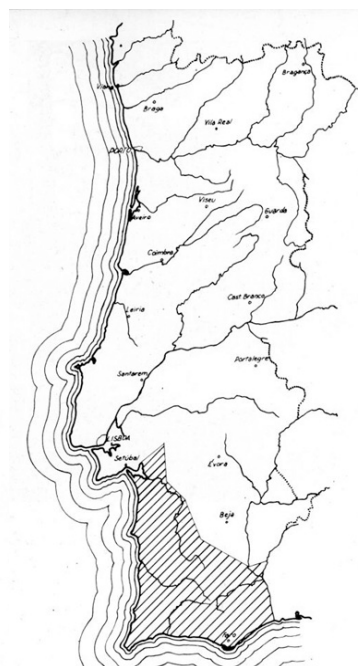 Viana
Bragança
Braga
Vila Real
PORTO
Viseu
Aveiro
Guarda
Coimbra
Cast. Branco
Leiria
Portalegre
Santarem
LISBOA
Évora
Setúbal
Beja
Faro